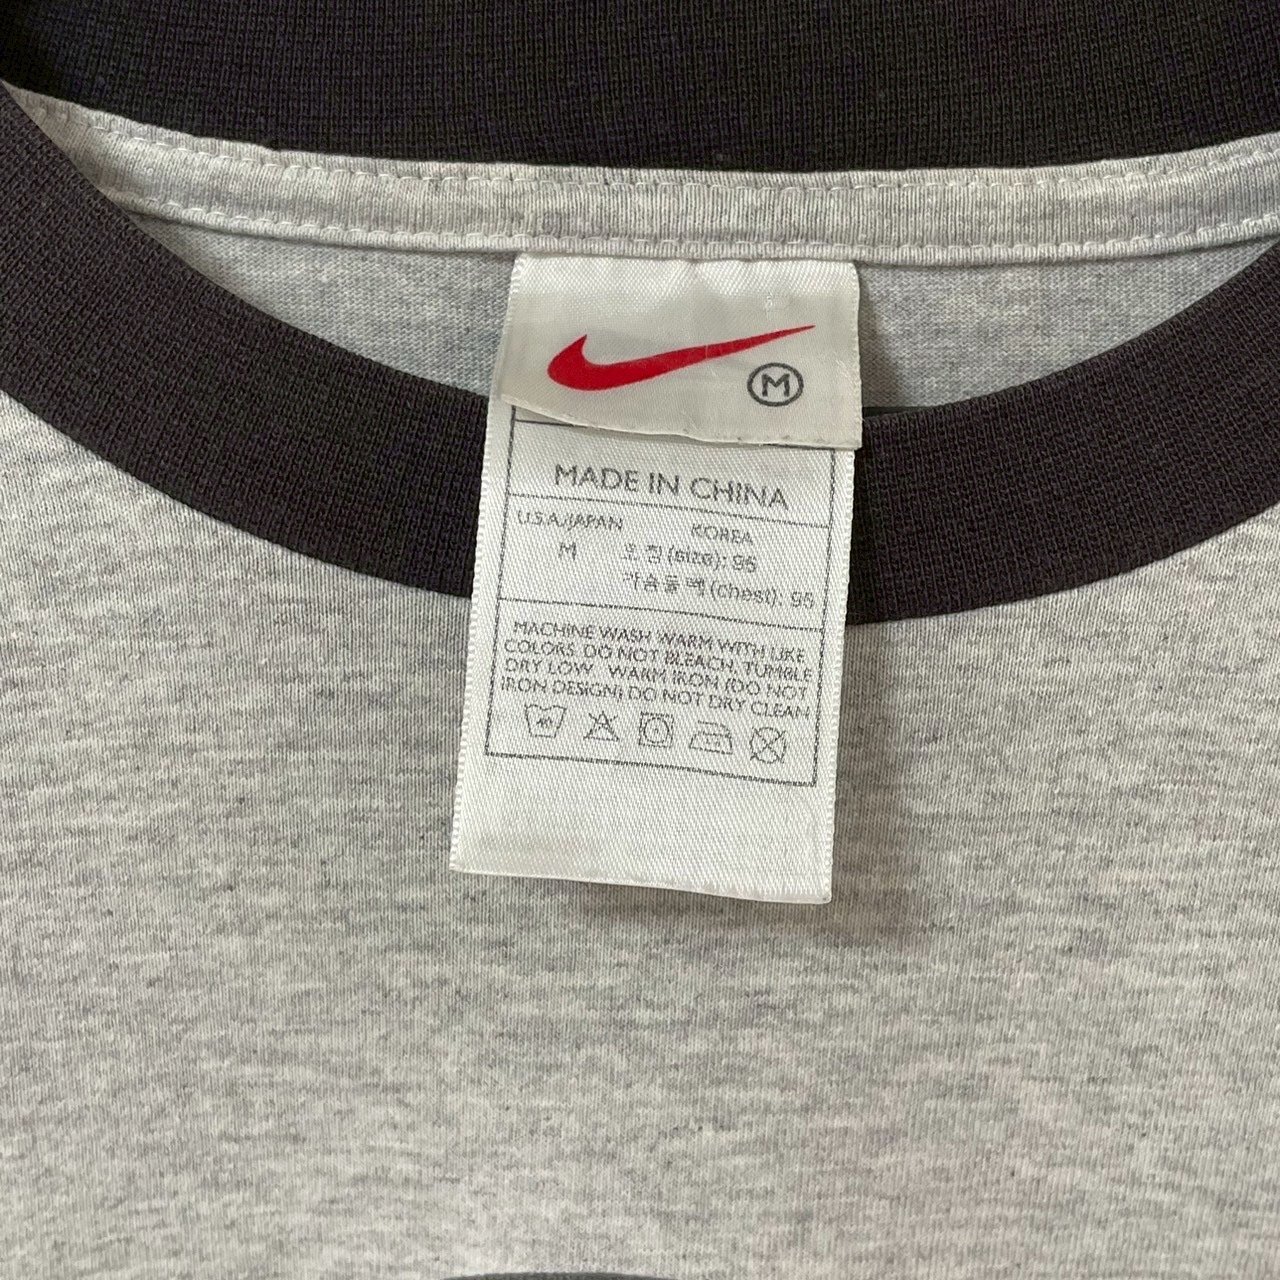 M
MADE IN CHINA
U.S.A./JAPAN KOREA
M 호 칭 (size): 95
가슴둘레 (chest): 95
MACHINE WASH WARM WITH LIKE
COLORS. DO NOT BLEACH. TUMBLE
DRY LOW. WARM IRON (DO NOT
IRON DESIGN) DO NOT DRY CLEAN
40